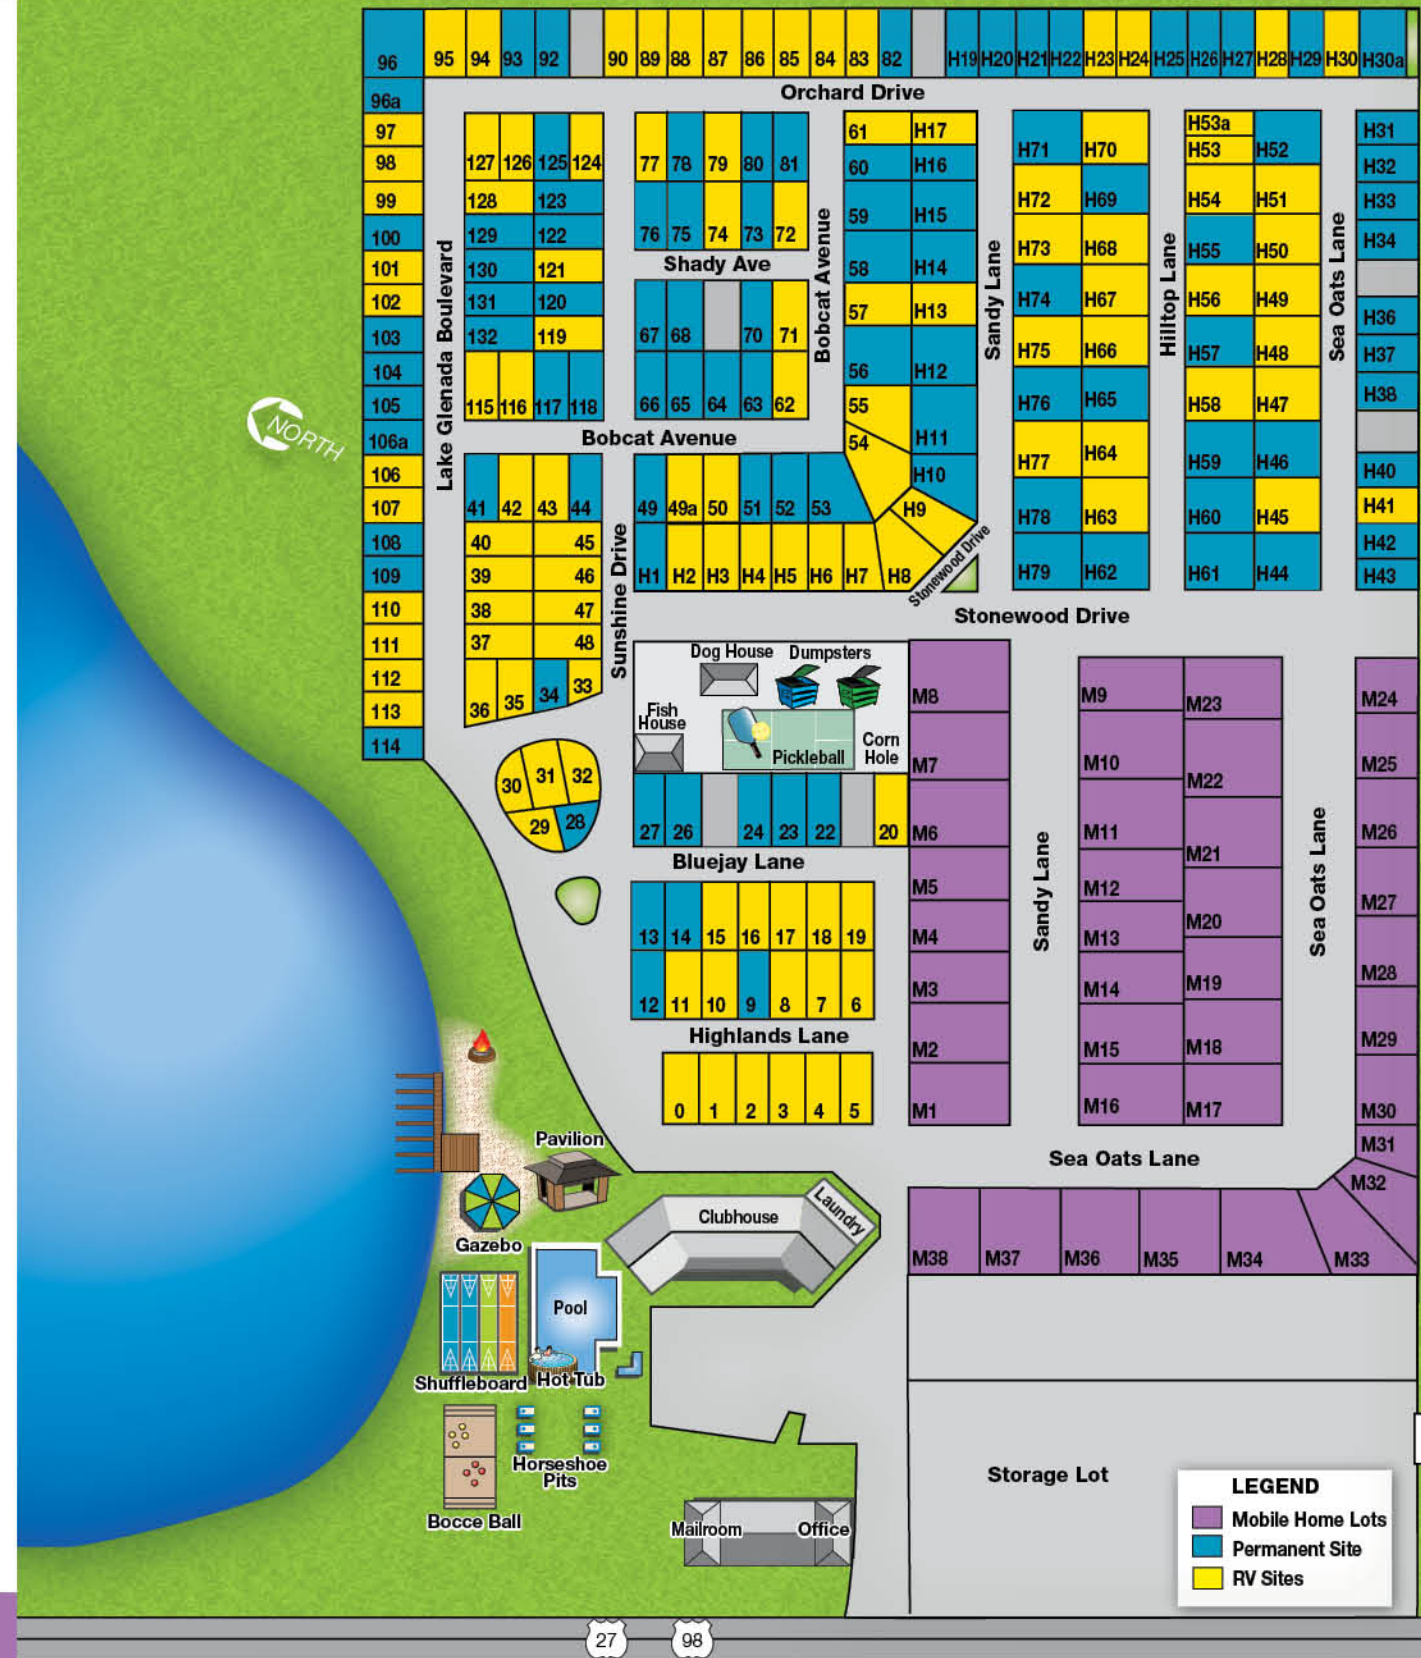 96 95 94 93 92 90 89 88 87 86 85 84 83 82 H19 H20 H21 H22 H23 H24 H25 H26 H27 H28 H29 H30 H30a
Orchard Drive
96a
97
98
99
100
101
102
103
104
105
106a
106
107
108
109
110
111
112
113
114
NORTH
Lake Glenada Boulevard
127 126 125 124
128 123
129 122
130 121
131 120
132 119
115 116 117 118
77 78 79 80 81
76 75 74 73 72
Shady Ave
67 68 70 71
66 65 64 63 62
Bobcat Avenue
Bobcat Avenue
61 H17
60 H16
59 H15
58 H14
57 H13
56 H12
55 H11
54 H10
H9
Sandy Lane
H71 H70
H72 H69
H73 H68
H74 H67
H75 H66
H76 H65
H77 H64
H78 H63
H79 H62
Hilltop Lane
H53a
H53 H52
H54 H51
H55 H50
H56 H49
H57 H48
H58 H47
H59 H46
H60 H45
H61 H44
Sea Oats Lane
H31
H32
H33
H34
H36
H37
H38
H40
H41
H42
H43
41 42 43 44
40 45
39 46
38 47
37 48
36 35 34 33
Sunshine Drive
49 49a 50 51 52 53
H1 H2 H3 H4 H5 H6 H7 H8
Stonewood Drive
Stonewood Drive
30 31 32
29 28
Dog House Dumpsters
Fish
House
Pickleball
Corn
Hole
27 26 24 23 22 20
Bluejay Lane
13 14 15 16 17 18 19
12 11 10 9 8 7 6
Highlands Lane
0 1 2 3 4 5
M8
M7
M6
M5
M4
M3
M2
M1
Sandy Lane
M9 M23
M10 M22
M11 M21
M12 M20
M13 M19
M14 M18
M15 M17
M16
Sea Oats Lane
M24
M25
M26
M27
M28
M29
M30
M31
M32
Sea Oats Lane
M38 M37 M36 M35 M34 M33
Pavilion
Gazebo
Clubhouse
Laundry
Pool
Shuffleboard Hot Tub
Horseshoe
Pits
Bocce Ball
Mailroom Office
Storage Lot
LEGEND
Mobile Home Lots
Permanent Site
RV Sites
27 98